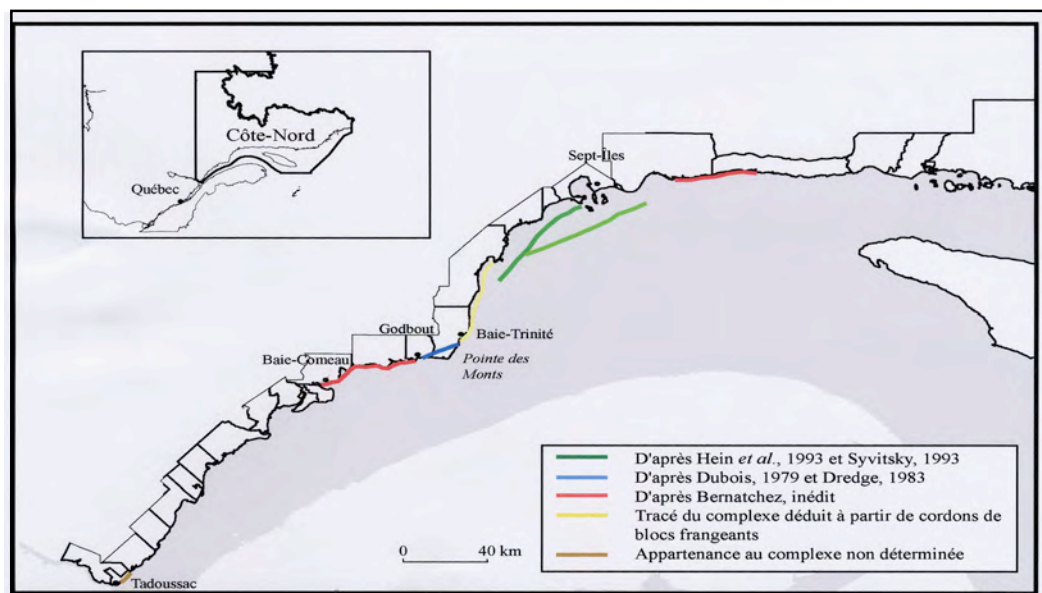 Côte-Nord
Québec
Sept-Îles
Godbout
Baie-Trinité
Baie-Comeau
Pointe des
Monts
Tadoussac
0 40 km
D'après Hein et al., 1993 et Syvitsky, 1993
D'après Dubois, 1979 et Dredge, 1983
D'après Bernatchez, inédit
Tracé du complexe déduit à partir de cordons de
blocs frangeants
Appartenance au complexe non déterminée